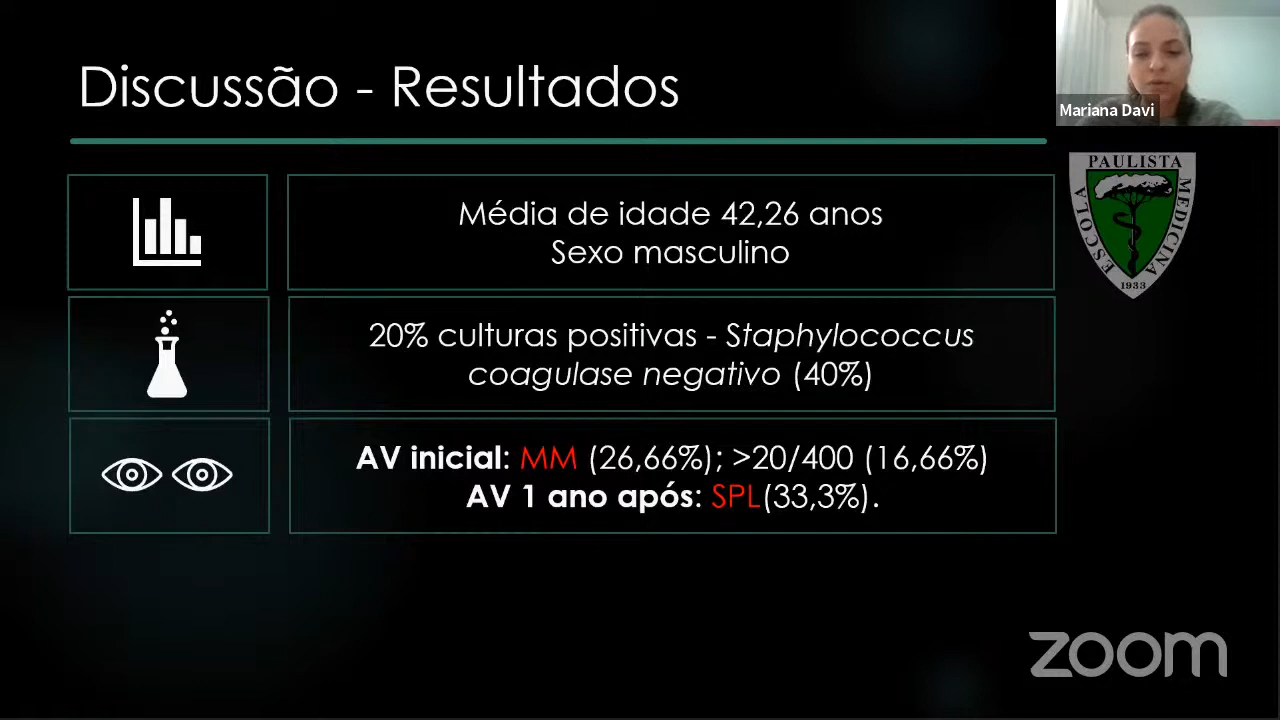 Discussão - Resultados
Mariana Davi
PAULISTA
ESCOLA
MEDICINA
1933
Média de idade 42,26 anos
Sexo masculino
20% culturas positivas - Staphylococcus
coagulase negativo (40%)
AV inicial: MM (26,66%); >20/400 (16,66%)
AV 1 ano após: SPL(33,3%).
zoom